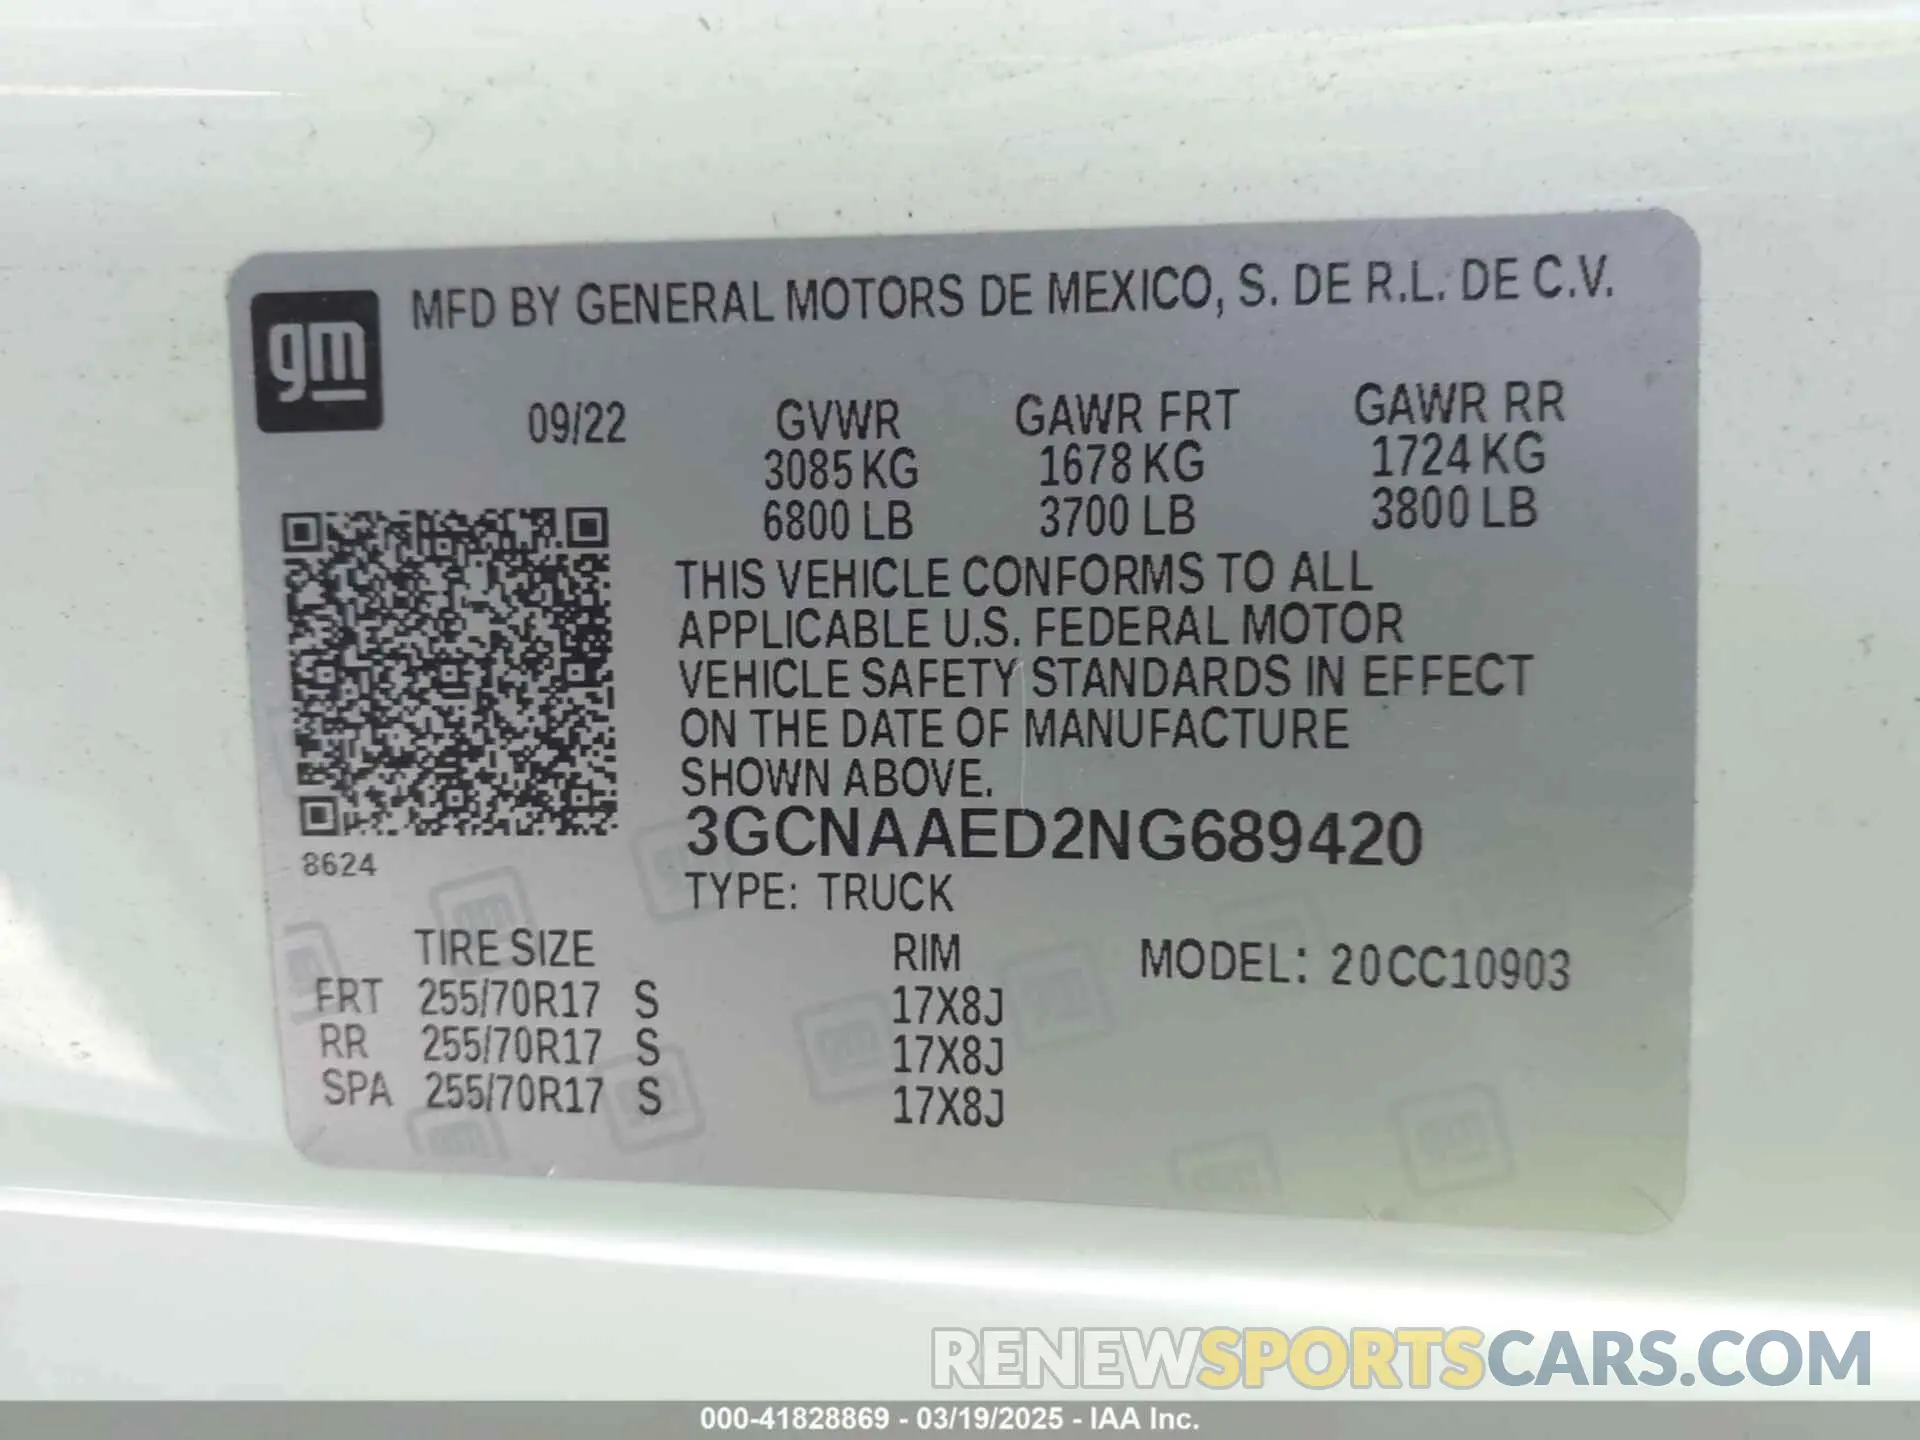 gm
MFD BY GENERAL MOTORS DE MEXICO, S. DE R.L. DE C.V.
09/22 GVWR GAWR FRT GAWR RR
3085 KG 1678 KG 1724 KG
6800 LB 3700 LB 3800 LB
THIS VEHICLE CONFORMS TO ALL
APPLICABLE U.S. FEDERAL MOTOR
VEHICLE SAFETY STANDARDS IN EFFECT
ON THE DATE OF MANUFACTURE
SHOWN ABOVE.
3GCNAAED2NG689420
8624
TYPE: TRUCK
TIRE SIZE RIM MODEL: 20CC10903
FRT 255/70R17 S 17X8J
RR 255/70R17 S 17X8J
SPA 255/70R17 S 17X8J
RENEWSPORTSCARS.COM
000-41828869 - 03/19/2025 - IAA Inc.